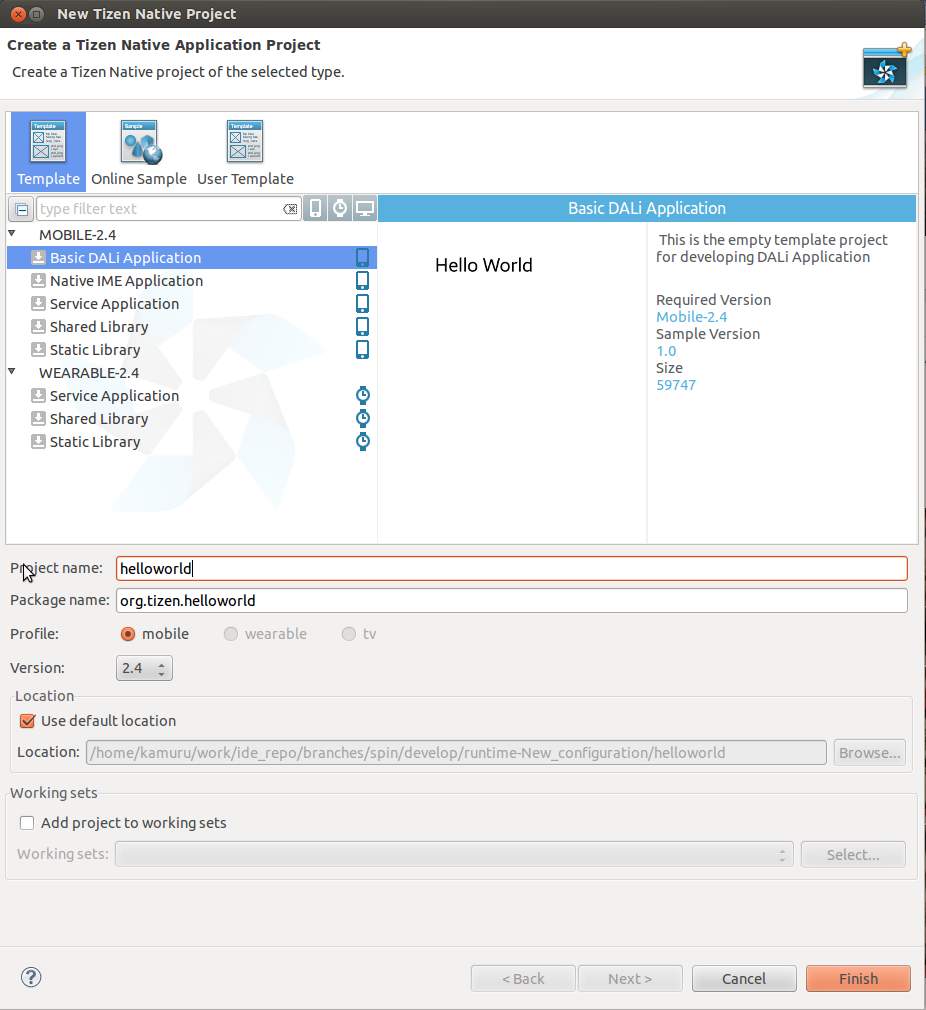 New Tizen Native Project
Create a Tizen Native Application Project
Create a Tizen Native project of the selected type.
Template
Online Sample
User Template
type filter text
MOBILE-2.4
Basic DALi Application
Native IME Application
Service Application
Shared Library
Static Library
WEARABLE-2.4
Service Application
Shared Library
Static Library
Basic DALi Application
Hello World
This is the empty template project
for developing DALi Application
Required Version
Mobile-2.4
Sample Version
1.0
Size
59747
Project name: helloworld
Package name: org.tizen.helloworld
Profile: mobile wearable tv
Version: 2.4
Location
Use default location
Location: /home/kamuru/work/ide_repo/branches/spin/develop/runtime-New_configuration/helloworld Browse...
Working sets
Add project to working sets
Working sets: Select...
? < Back Next > Cancel Finish